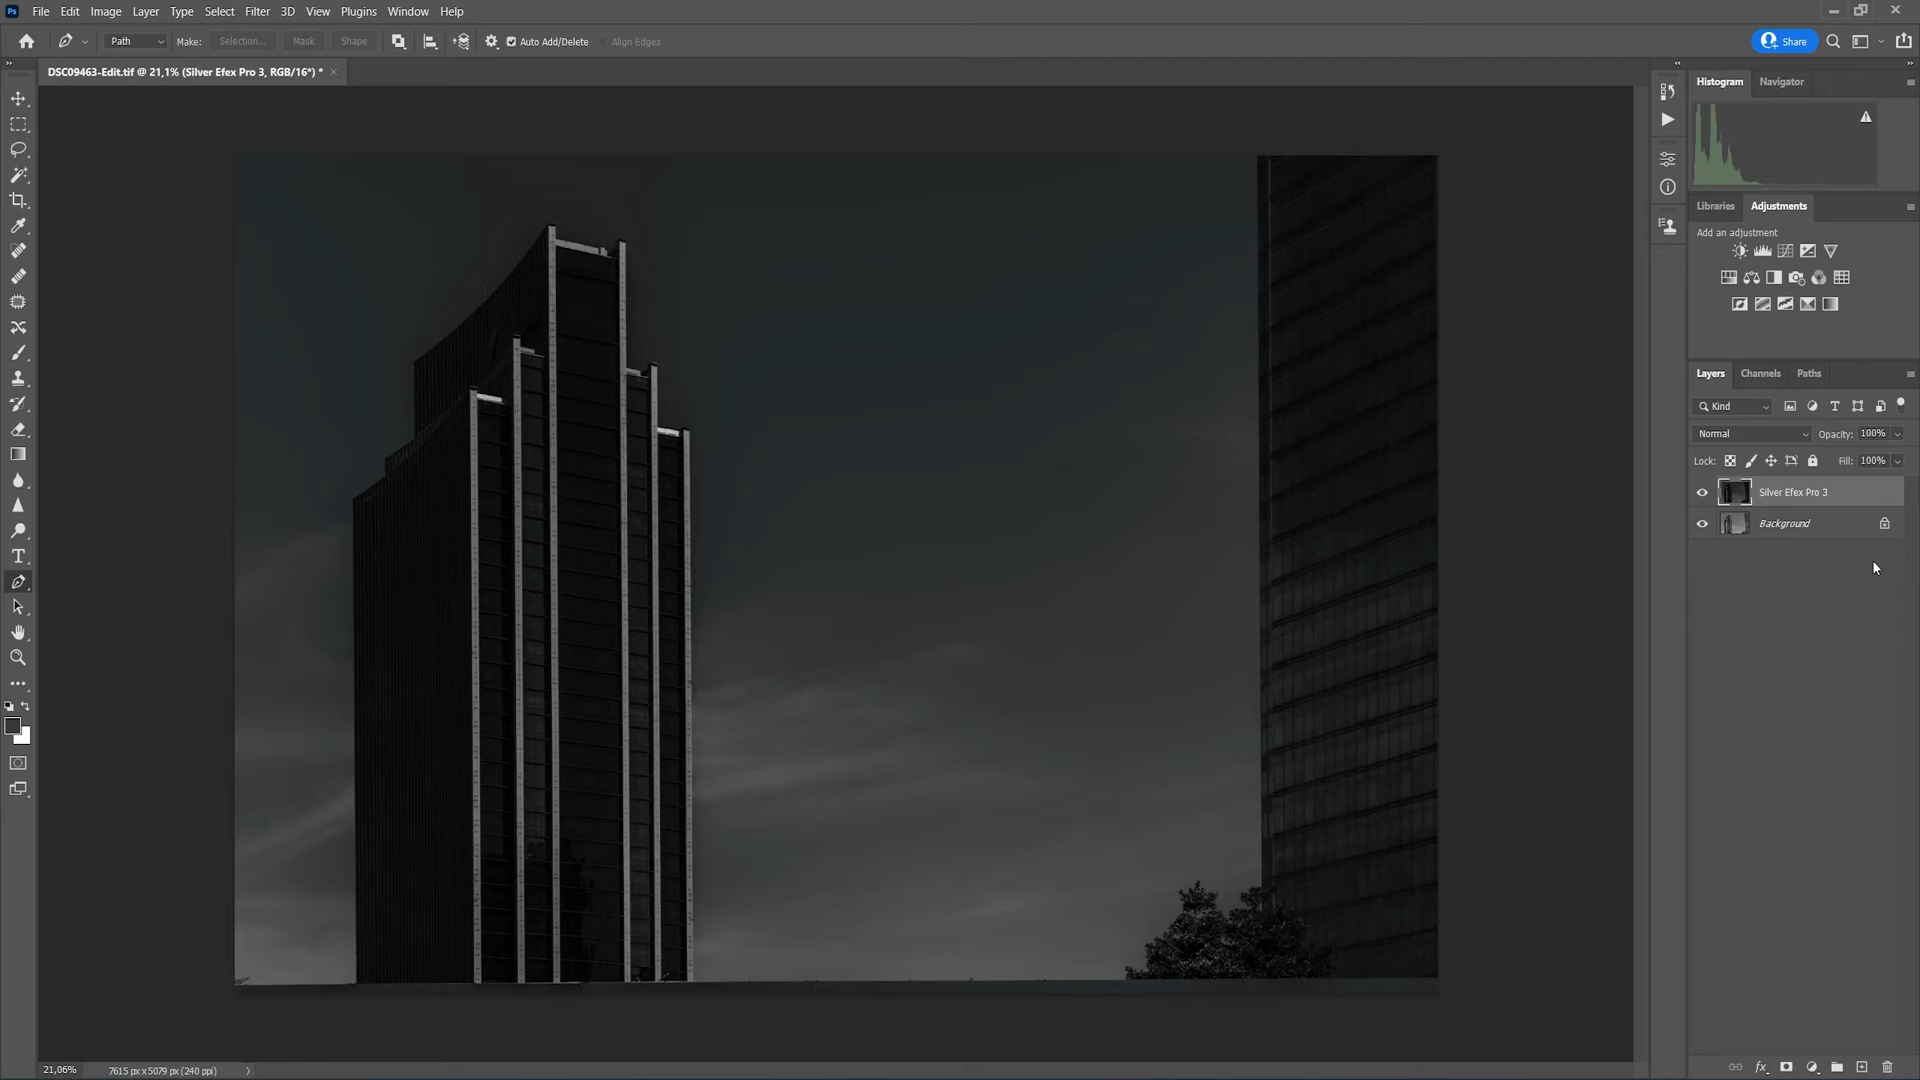 Ps File Edit Image Layer Type Select Filter 3D View Plugins Window Help
Path Make: Selection... Mask Shape Auto Add/Delete Align Edges Share
DSC09463-Edit.tif @ 21,1% (Silver Efex Pro 3, RGB/16*) * ×
Histogram Navigator
Libraries Adjustments
Add an adjustment
Layers Channels Paths
Kind
Normal Opacity: 100%
Lock: Fill: 100%
Silver Efex Pro 3
Background
fx
21,06% 7615 px x 5079 px (240 ppi)